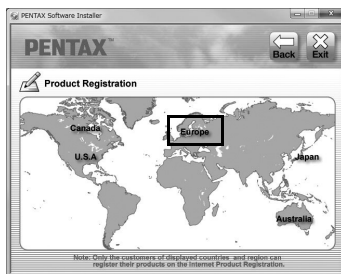 PENTAX Software Installer
PENTAX™
Back
Exit
Product Registration
Canada
Europe
U.S.A
Japan
Australia
Note: Only the customers of displayed countries and region can
register their products on the Internet Product Registration.